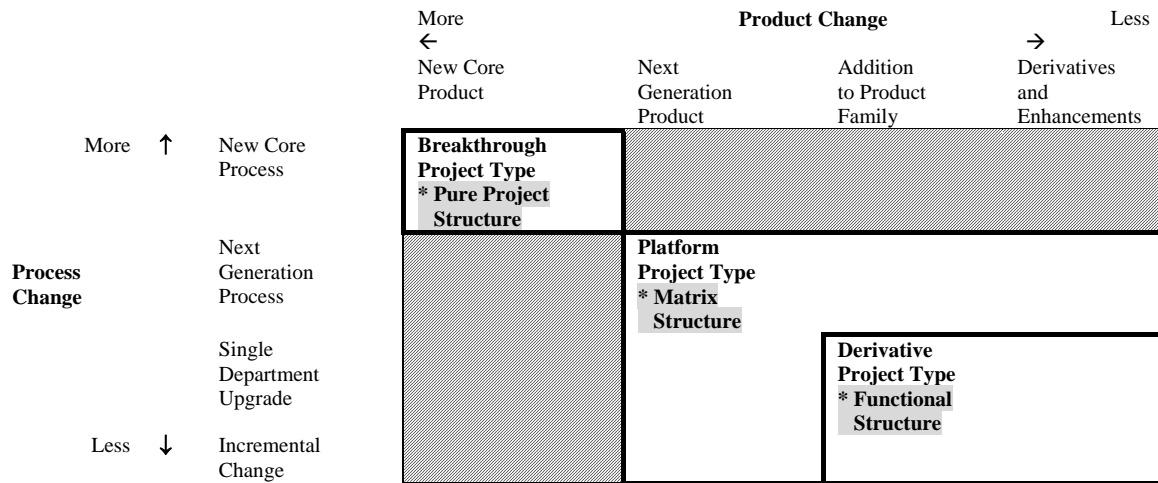 More Product Change Less
← →
New Core Next Addition Derivatives
Product Generation to Product and
Product Family Enhancements
More ↑ New Core Breakthrough
Process Project Type
* Pure Project
Structure
Next Platform
Process Generation Project Type
Change Process * Matrix
Structure
Single Derivative
Department Project Type
Upgrade * Functional
Structure
Less ↓ Incremental
Change